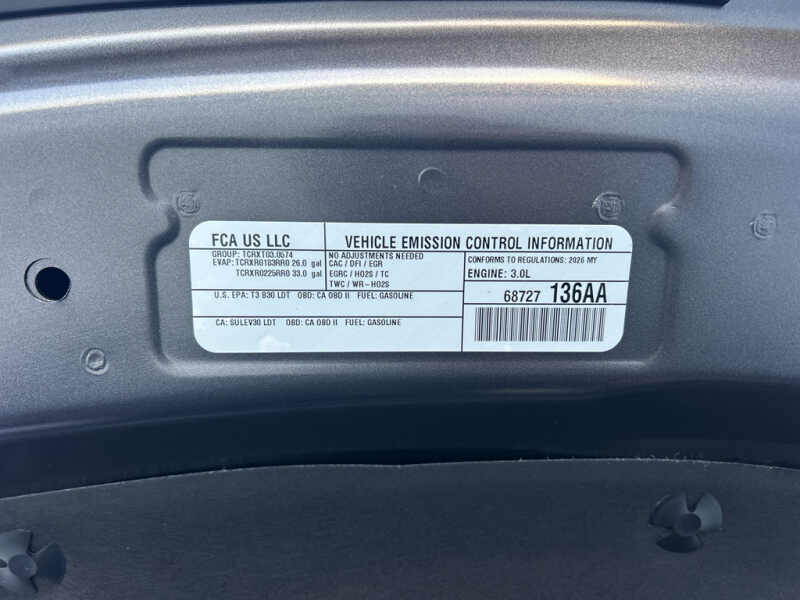 FCA US LLC
GROUP: TCRXT03.0574
EVAP: TCRXR0183RR0 26.0 gal
TCRXR0225RR0 33.0 gal
U.S. EPA: T3 B30 LDT OBD: CA OBD II FUEL: GASOLINE
CA: SULEV30 LDT OBD: CA OBD II FUEL: GASOLINE
VEHICLE EMISSION CONTROL INFORMATION
NO ADJUSTMENTS NEEDED
CAC / DFI / EGR
EGRC / HO2S / TC
TWC / WR-HO2S
CONFORMS TO REGULATIONS: 2026 MY
ENGINE: 3.0L
68727 136AA